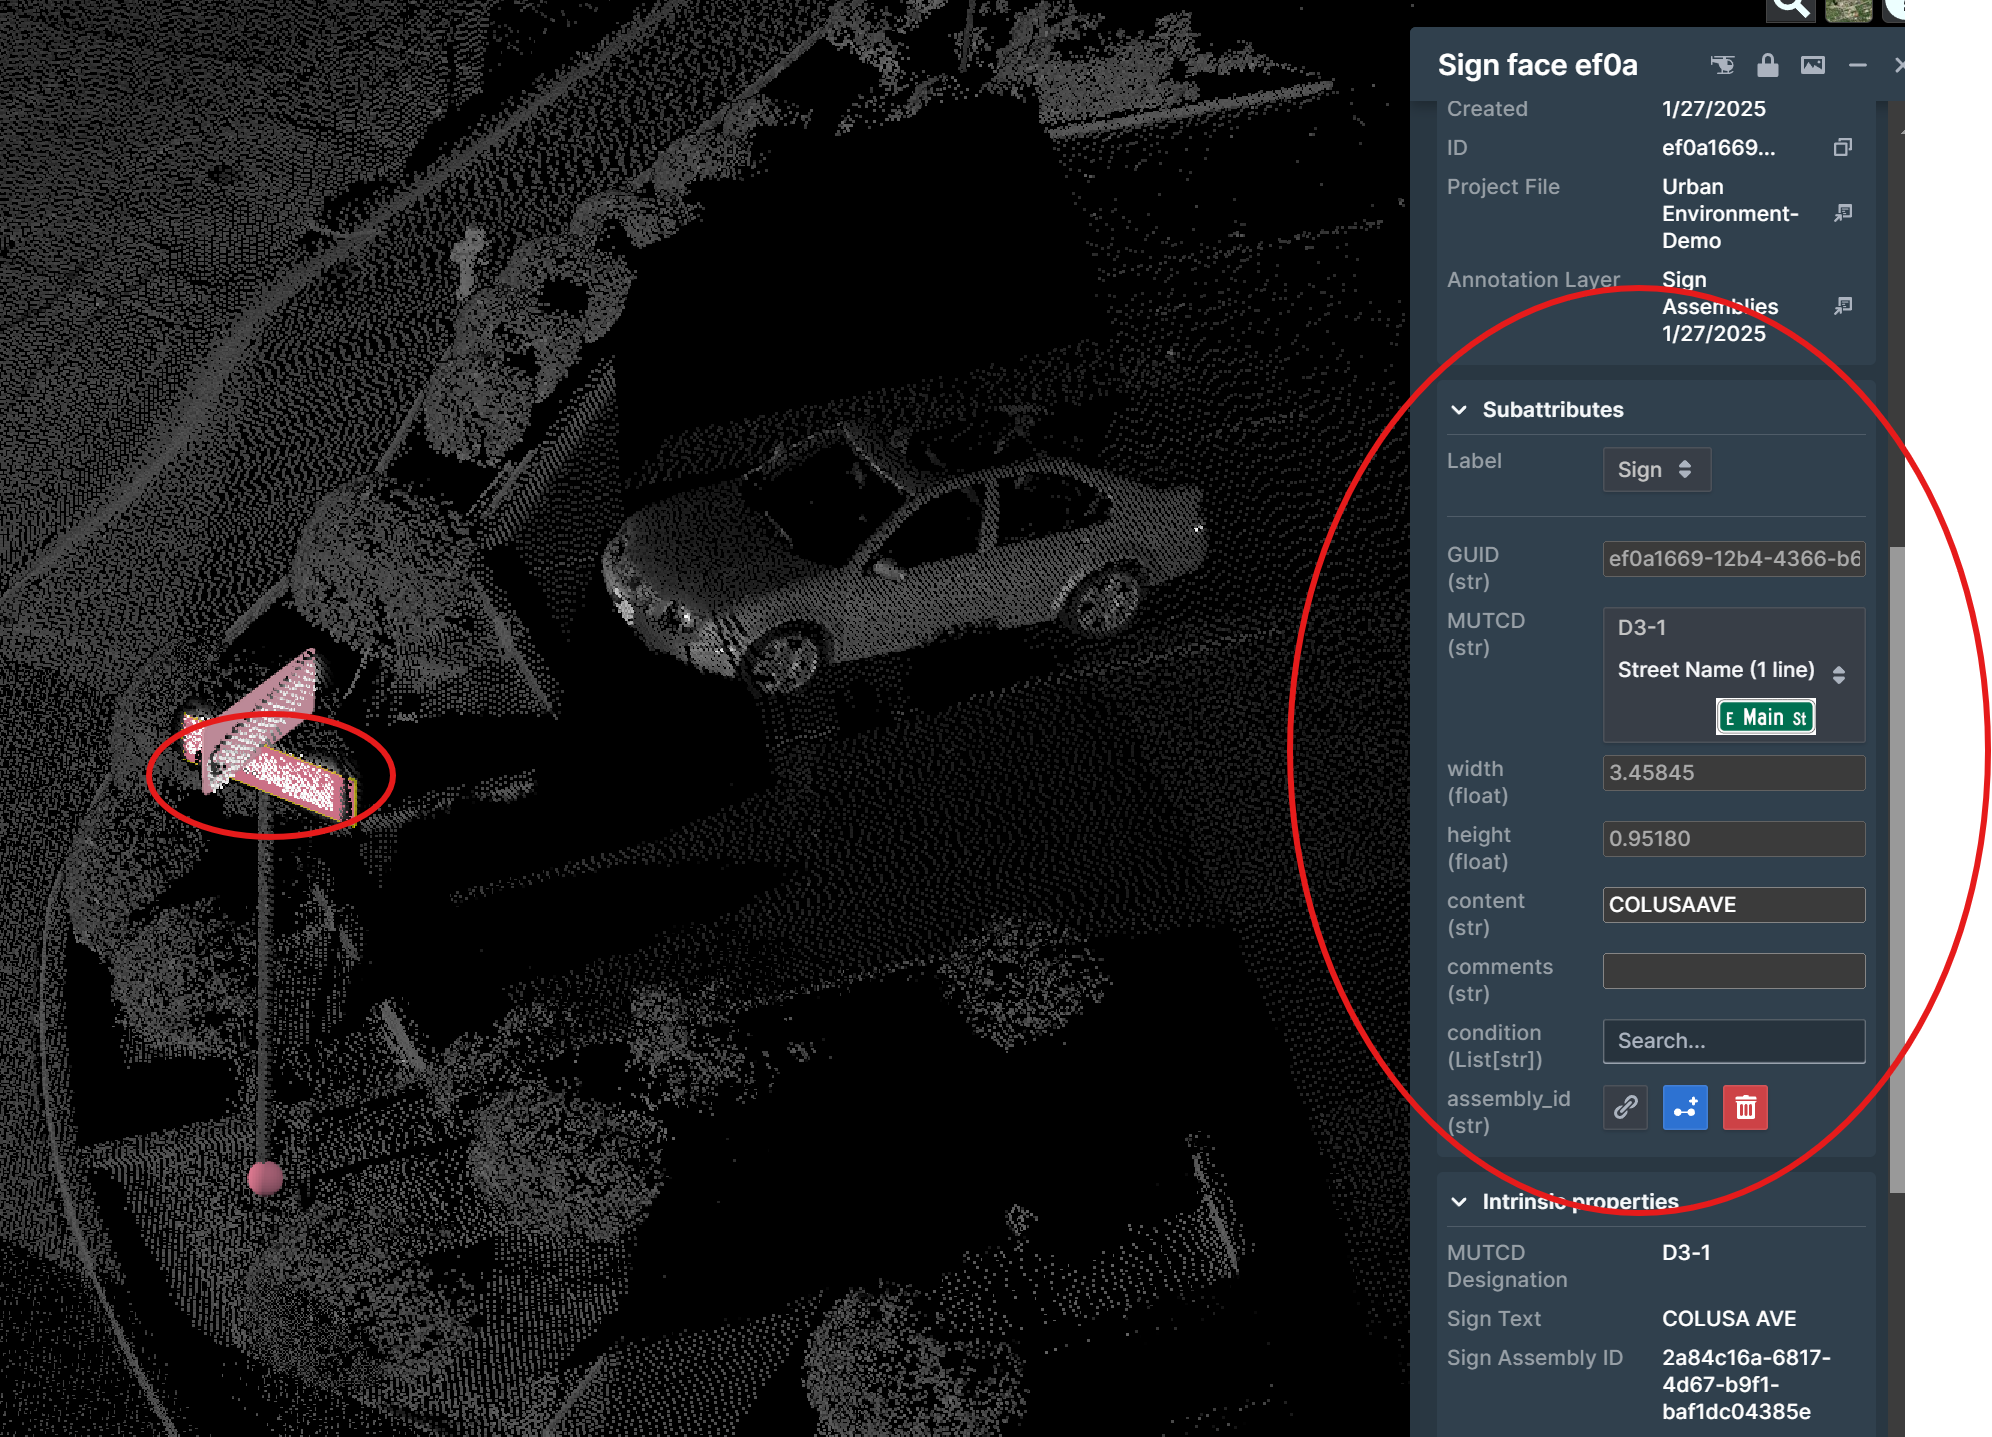 Sign face ef0a
Created 1/27/2025
ID ef0a1669...
Project File Urban
Environment-
Demo
Annotation Layer Sign
Assemblies
1/27/2025
Subattributes
Label Sign
GUID
(str) ef0a1669-12b4-4366-b6
MUTCD
(str) D3-1
Street Name (1 line)
E Main St
width
(float) 3.45845
height
(float) 0.95180
content
(str) COLUSAAVE
comments
(str)
condition
(List[str]) Search...
assembly_id
(str)
Intrinsic properties
MUTCD
Designation D3-1
Sign Text COLUSA AVE
Sign Assembly ID 2a84c16a-6817-
4d67-b9f1-
baf1dc04385e